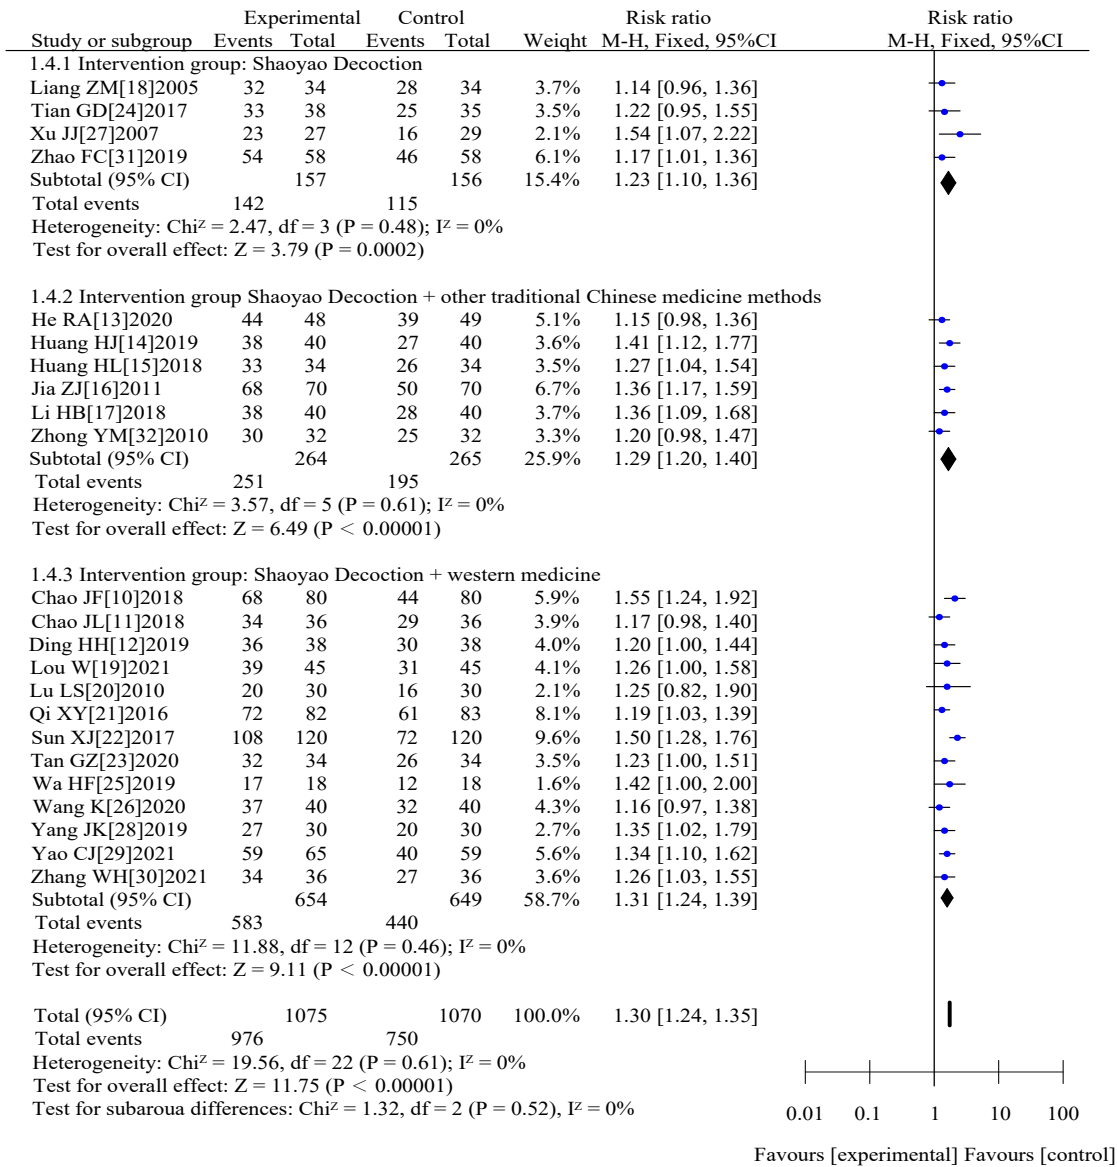 Experimental Control Risk ratio Risk ratio
Study or subgroup Events Total Events Total Weight M-H, Fixed, 95%CI M-H, Fixed, 95%CI
1.4.1 Intervention group: Shaoyao Decoction
Liang ZM[18]2005 32 34 28 34 3.7% 1.14 [0.96, 1.36]
Tian GD[24]2017 33 38 25 35 3.5% 1.22 [0.95, 1.55]
Xu JJ[27]2007 23 27 16 29 2.1% 1.54 [1.07, 2.22]
Zhao FC[31]2019 54 58 46 58 6.1% 1.17 [1.01, 1.36]
Subtotal (95% CI) 157 156 15.4% 1.23 [1.10, 1.36]
Total events 142 115
Heterogeneity: Chi² = 2.47, df = 3 (P = 0.48); I² = 0%
Test for overall effect: Z = 3.79 (P = 0.0002)
1.4.2 Intervention group Shaoyao Decoction + other traditional Chinese medicine methods
He RA[13]2020 44 48 39 49 5.1% 1.15 [0.98, 1.36]
Huang HJ[14]2019 38 40 27 40 3.6% 1.41 [1.12, 1.77]
Huang HL[15]2018 33 34 26 34 3.5% 1.27 [1.04, 1.54]
Jia ZJ[16]2011 68 70 50 70 6.7% 1.36 [1.17, 1.59]
Li HB[17]2018 38 40 28 40 3.7% 1.36 [1.09, 1.68]
Zhong YM[32]2010 30 32 25 32 3.3% 1.20 [0.98, 1.47]
Subtotal (95% CI) 264 265 25.9% 1.29 [1.20, 1.40]
Total events 251 195
Heterogeneity: Chi² = 3.57, df = 5 (P = 0.61); I² = 0%
Test for overall effect: Z = 6.49 (P < 0.00001)
1.4.3 Intervention group: Shaoyao Decoction + western medicine
Chao JF[10]2018 68 80 44 80 5.9% 1.55 [1.24, 1.92]
Chao JL[11]2018 34 36 29 36 3.9% 1.17 [0.98, 1.40]
Ding HH[12]2019 36 38 30 38 4.0% 1.20 [1.00, 1.44]
Lou W[19]2021 39 45 31 45 4.1% 1.26 [1.00, 1.58]
Lu LS[20]2010 20 30 16 30 2.1% 1.25 [0.82, 1.90]
Qi XY[21]2016 72 82 61 83 8.1% 1.19 [1.03, 1.39]
Sun XJ[22]2017 108 120 72 120 9.6% 1.50 [1.28, 1.76]
Tan GZ[23]2020 32 34 26 34 3.5% 1.23 [1.00, 1.51]
Wa HF[25]2019 17 18 12 18 1.6% 1.42 [1.00, 2.00]
Wang K[26]2020 37 40 32 40 4.3% 1.16 [0.97, 1.38]
Yang JK[28]2019 27 30 20 30 2.7% 1.35 [1.02, 1.79]
Yao CJ[29]2021 59 65 40 59 5.6% 1.34 [1.10, 1.62]
Zhang WH[30]2021 34 36 27 36 3.6% 1.26 [1.03, 1.55]
Subtotal (95% CI) 654 649 58.7% 1.31 [1.24, 1.39]
Total events 583 440
Heterogeneity: Chi² = 11.88, df = 12 (P = 0.46); I² = 0%
Test for overall effect: Z = 9.11 (P < 0.00001)
Total (95% CI) 1075 1070 100.0% 1.30 [1.24, 1.35]
Total events 976 750
Heterogeneity: Chi² = 19.56, df = 22 (P = 0.61); I² = 0%
Test for overall effect: Z = 11.75 (P < 0.00001)
Test for subaroua differences: Chi² = 1.32, df = 2 (P = 0.52), I² = 0%
0.01 0.1 1 10 100
Favours [experimental] Favours [control]